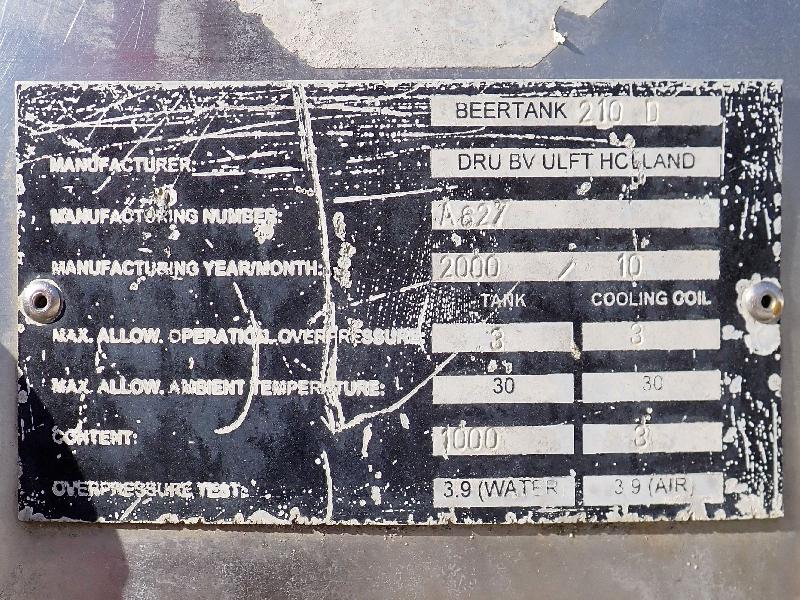 BEERTANK 210 D
MANUFACTURER: DRU BV ULFT HOLLAND
MANUFACTURING NUMBER: A827
MANUFACTURING YEAR/MONTH: 2000 / 10
TANK COOLING COIL
MAX. ALLOW. OPERATIONAL OVERPRESSURE 3 3
MAX. ALLOW. AMBIENT TEMPERATURE: 30 30
CONTENT: 1000 3
OVERPRESSURE TEST: 3.9 (WATER 3.9 (AIR)